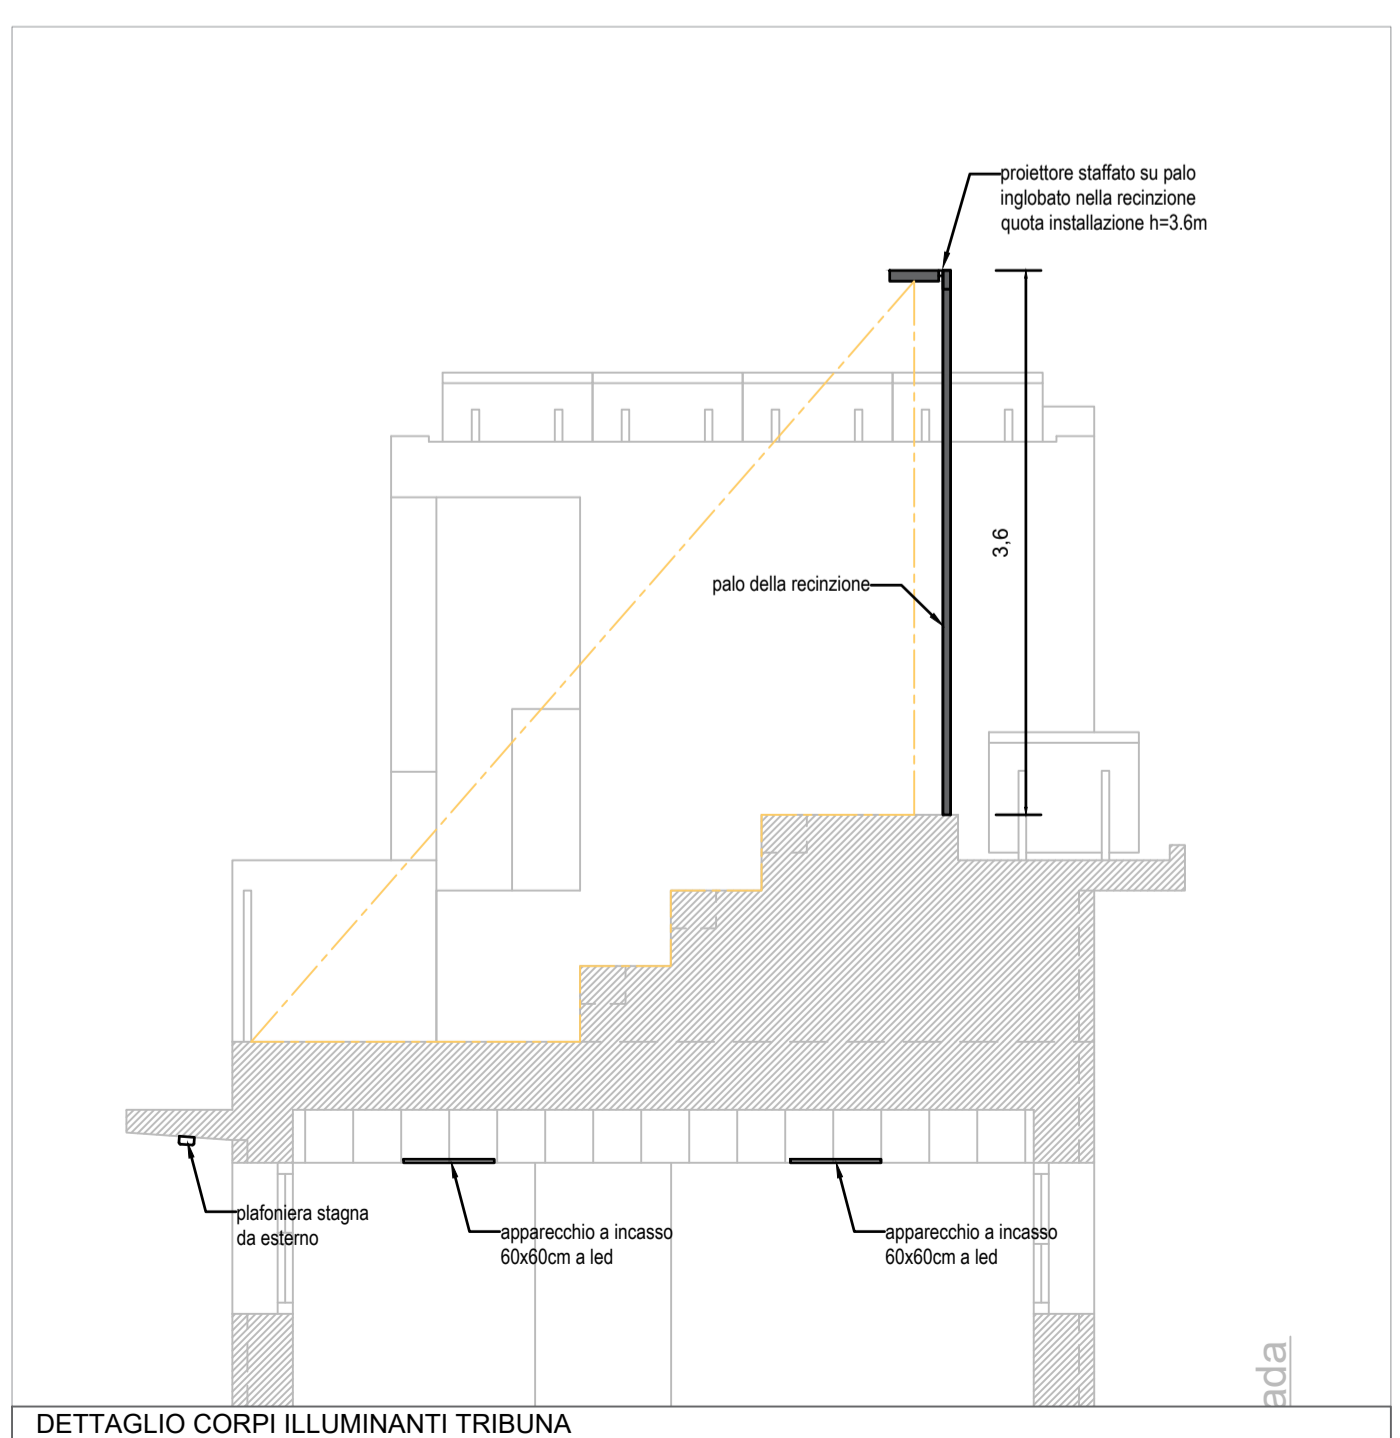 proiettore staffato su palo
inglobato nella recinzione
quota installazione h=3.6m
3,6
palo della recinzione
plafoniera stagna
da esterno
apparecchio a incasso
60x60cm a led
apparecchio a incasso
60x60cm a led
ada
DETTAGLIO CORPI ILLUMINANTI TRIBUNA